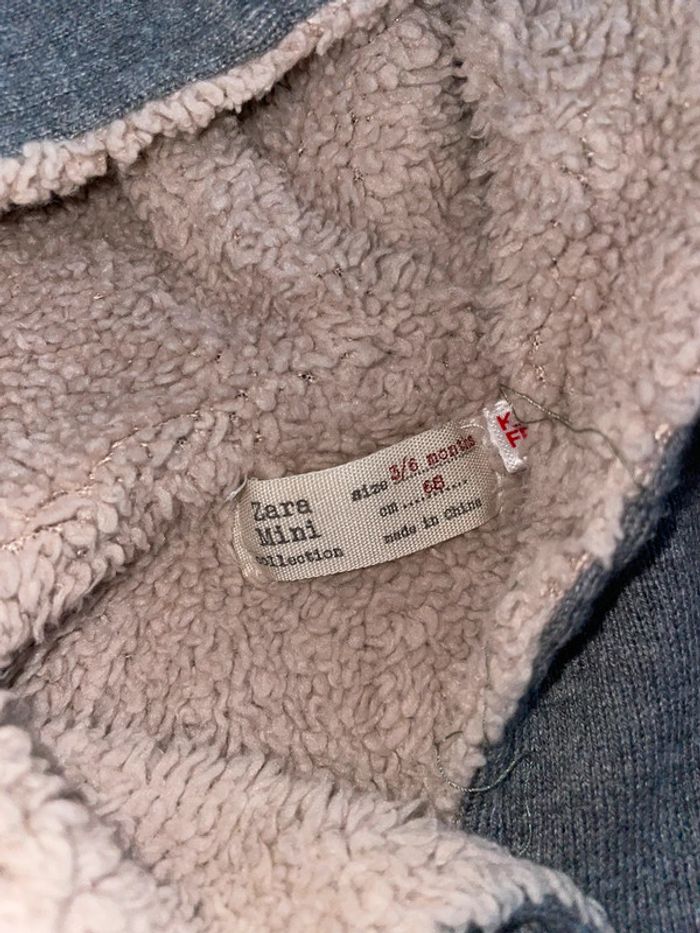 Zara
Mini
collection
size 3/6 months
cm....68......
made in China